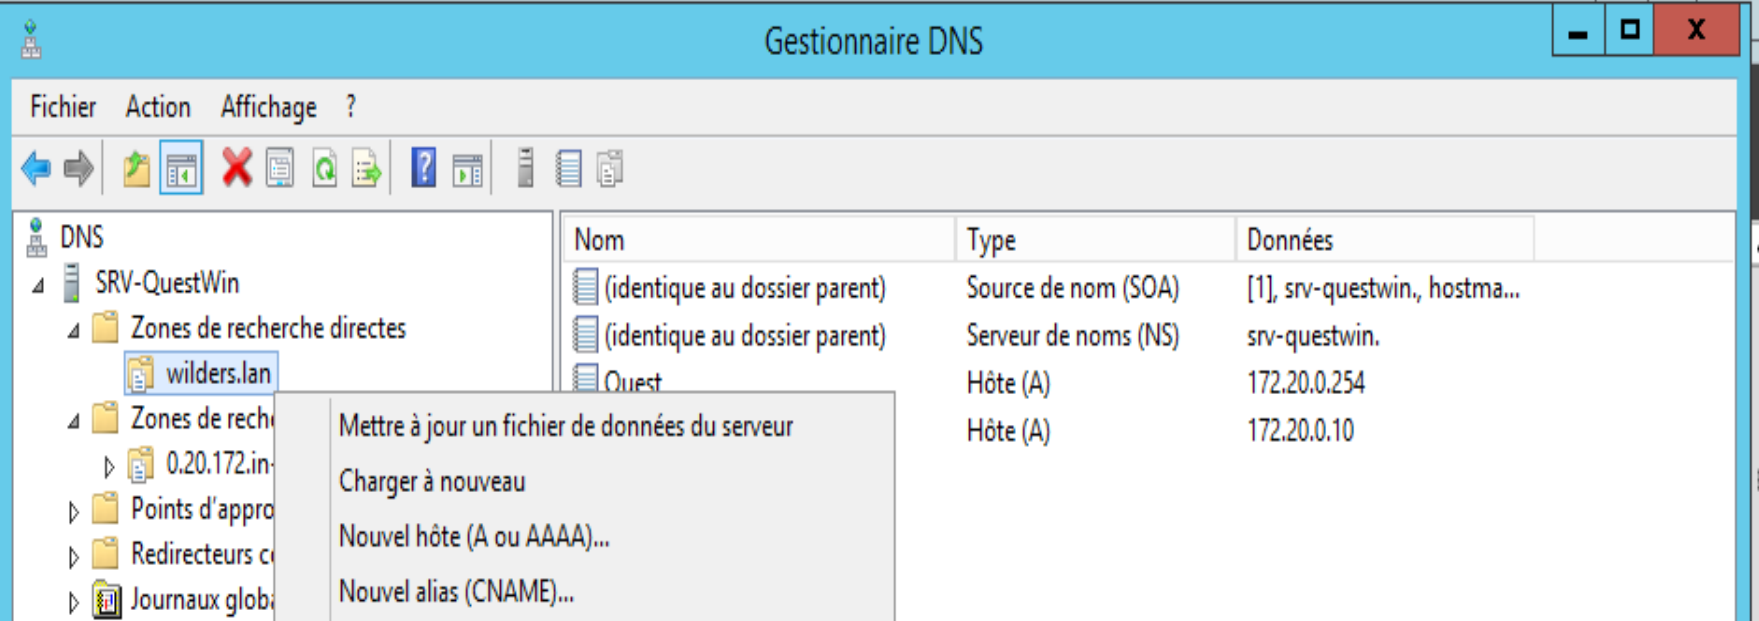 Gestionnaire DNS
Fichier Action Affichage ?
DNS
SRV-QuestWin
Zones de recherche directes
wilders.lan
Zones de reche
0.20.172.in-
Points d'appro
Redirecteurs c
Journaux globa
Nom Type Données
(identique au dossier parent) Source de nom (SOA) [1], srv-questwin., hostma...
(identique au dossier parent) Serveur de noms (NS) srv-questwin.
Quest Hôte (A) 172.20.0.254
Hôte (A) 172.20.0.10
Mettre à jour un fichier de données du serveur
Charger à nouveau
Nouvel hôte (A ou AAAA)...
Nouvel alias (CNAME)...